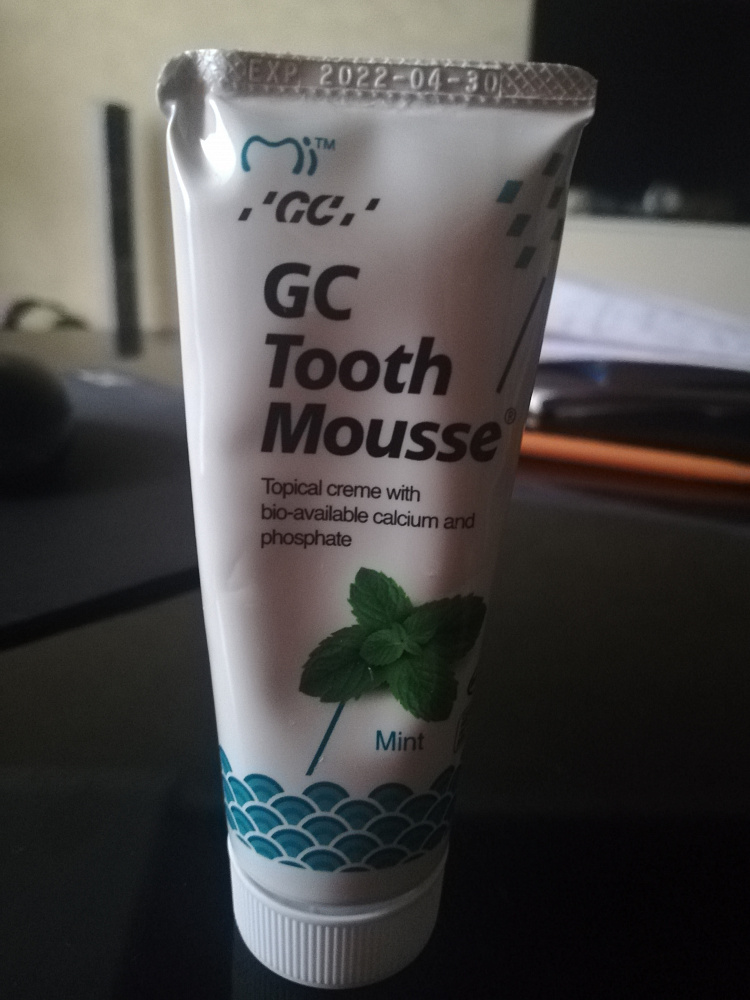 EXP 2022-04-30
Mi™
GC
GC
Tooth
Mousse®
Topical creme with
bio-available calcium and
phosphate
Mint